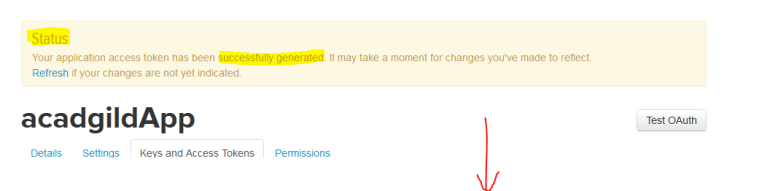 Status
Your application access token has been successfully generated. It may take a moment for changes you've made to reflect.
Refresh if your changes are not yet indicated.
acadgildApp
Test OAuth
Details Settings Keys and Access Tokens Permissions